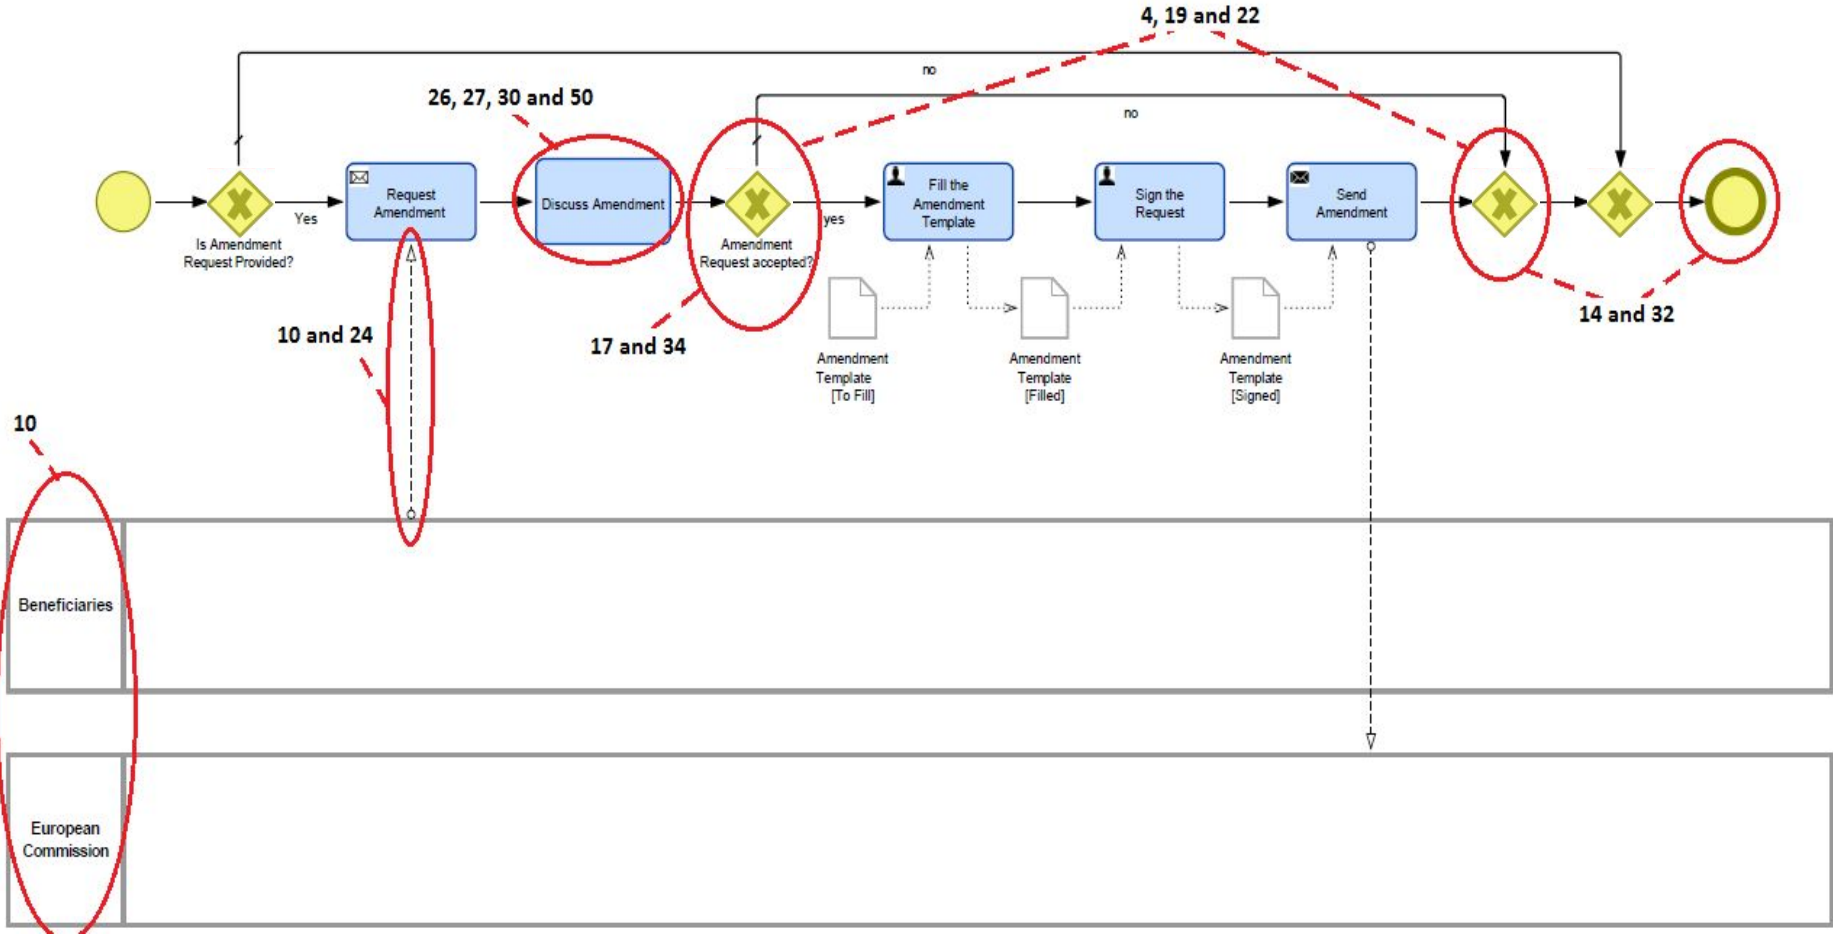 4, 19 and 22
no
26, 27, 30 and 50
no
Request
Amendment
Discuss Amendment
Fill the
Amendment
Template
Sign the
Request
Send
Amendment
Yes
yes
Is Amendment
Request Provided?
Amendment
Request accepted?
10 and 24
17 and 34
14 and 32
Amendment
Template
[To Fill]
Amendment
Template
[Filled]
Amendment
Template
[Signed]
10
Beneficiaries
European
Commission